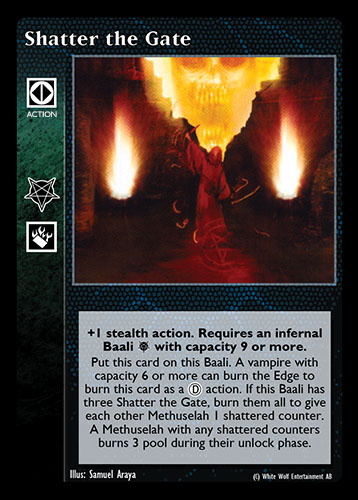 Shatter the Gate
ACTION
+1 stealth action. Requires an infernal
Baali with capacity 9 or more.
Put this card on this Baali. A vampire with
capacity 6 or more can burn the Edge to
burn this card as a Ⓓ action. If this Baali has
three Shatter the Gate, burn them all to give
each other Methuselah 1 shattered counter.
A Methuselah with any shattered counters
burns 3 pool during their unlock phase.
Illus: Samuel Araya
(C) White Wolf Entertainment AB